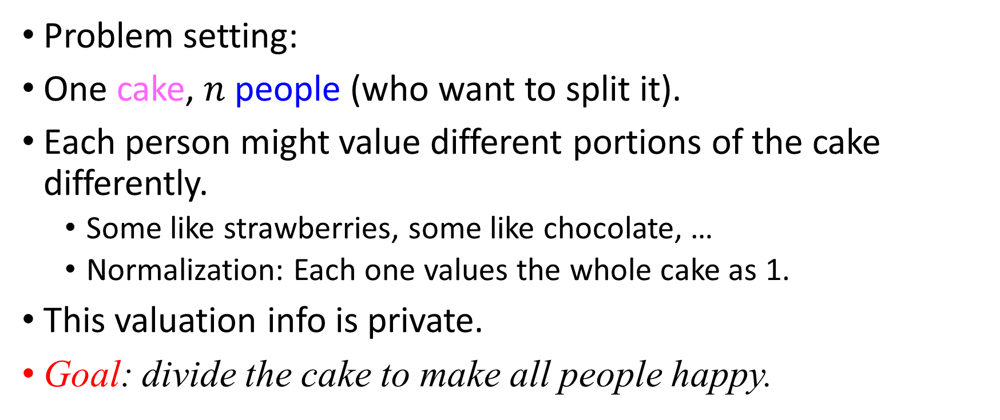 • Problem setting:
• One cake, n people (who want to split it).
• Each person might value different portions of the cake
differently.
• Some like strawberries, some like chocolate, …
• Normalization: Each one values the whole cake as 1.
• This valuation info is private.
• Goal: divide the cake to make all people happy.